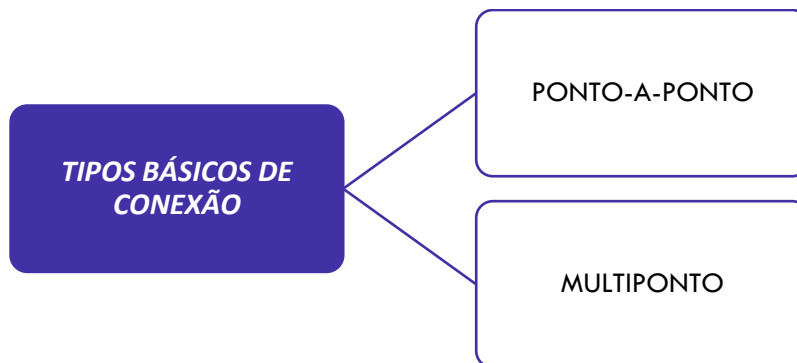 TIPOS BÁSICOS DE
CONEXÃO
PONTO-A-PONTO
MULTIPONTO